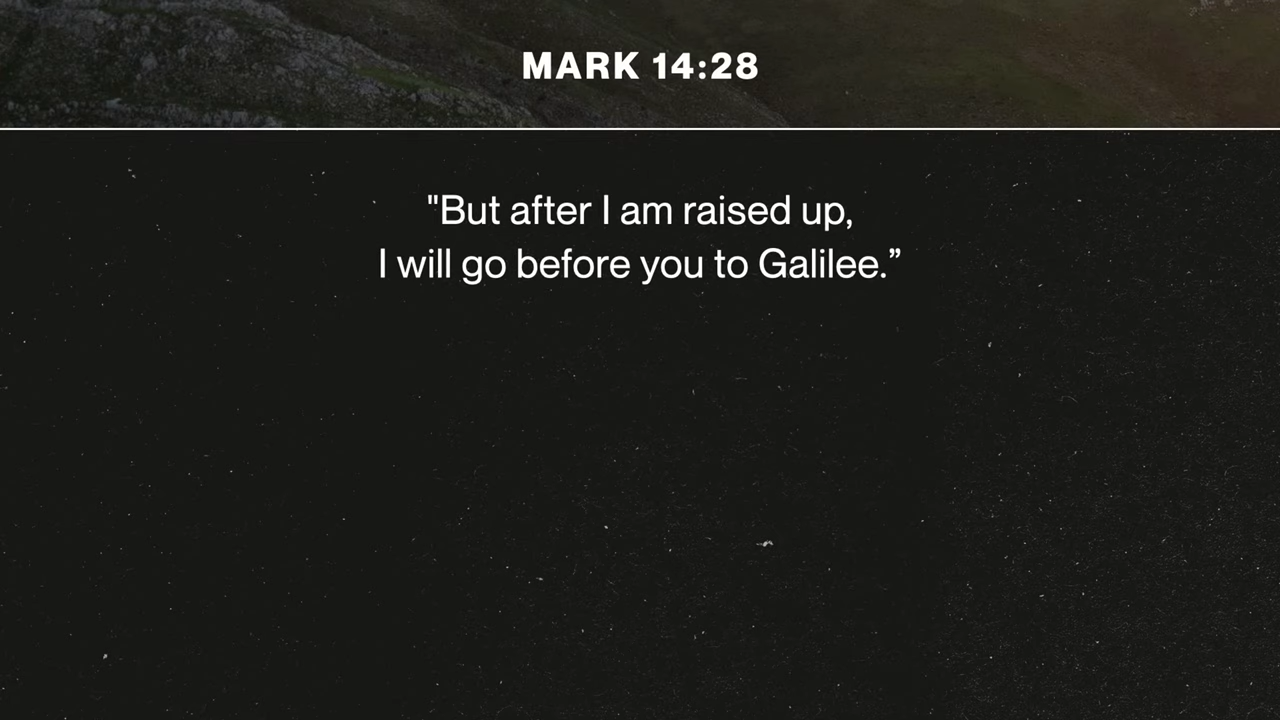 MARK 14:28
"But after I am raised up,
I will go before you to Galilee.”